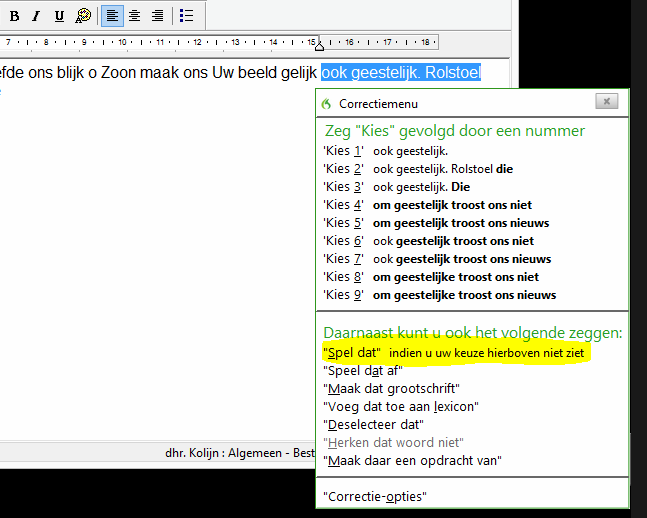 B I U
7 8 9 10 11 12 13 14 15 16 17 18
efde ons blijk o Zoon maak ons Uw beeld gelijk ook geestelijk. Rolstoel
Correctiemenu
Zeg "Kies" gevolgd door een nummer
'Kies 1' ook geestelijk.
'Kies 2' ook geestelijk. Rolstoel die
'Kies 3' ook geestelijk. Die
'Kies 4' om geestelijk troost ons niet
'Kies 5' om geestelijk troost ons nieuws
'Kies 6' ook geestelijk troost ons niet
'Kies 7' ook geestelijk troost ons nieuws
'Kies 8' om geestelijke troost ons niet
'Kies 9' om geestelijke troost ons nieuws
Daarnaast kunt u ook het volgende zeggen:
"Spel dat" indien u uw keuze hierboven niet ziet
"Speel dat af"
"Maak dat grootschrift"
"Voeg dat toe aan lexicon"
"Deselecteer dat"
"Herken dat woord niet"
"Maak daar een opdracht van"
"Correctie-opties"
dhr. Kolijn : Algemeen - Best